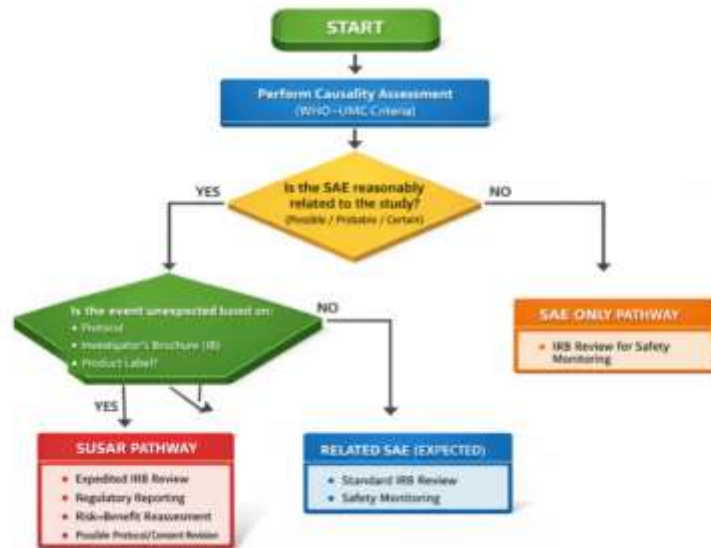 START
Perform Causality Assessment
(WHO-UMC Criteria)
Is the SAE reasonably
related to the study?
(Possible / Probable / Certain)
YES
NO
Is the event unexpected based on:
• Protocol
• Investigator's Brochure (IB)
• Product Label?
NO
YES
SAE ONLY PATHWAY
• IRB Review for Safety
Monitoring
SUSAR PATHWAY
• Expedited IRB Review
• Regulatory Reporting
• Risk-Benefit Reassessment
• Possible Protocol/Consent Revision
RELATED SAE (EXPECTED)
• Standard IRB Review
• Safety Monitoring